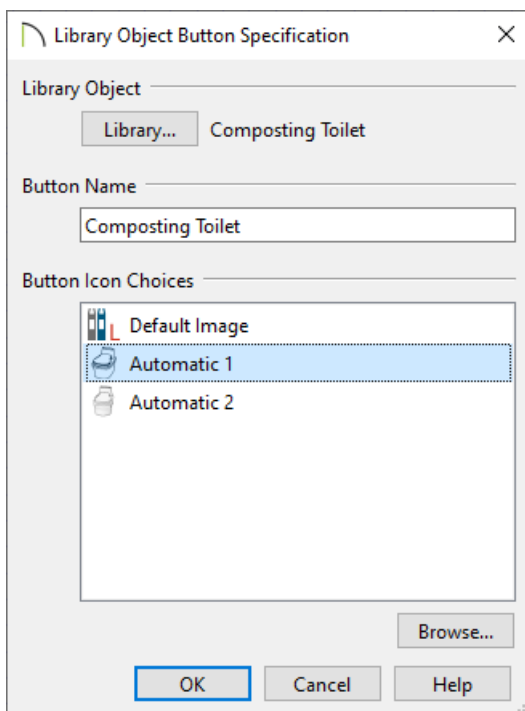 Library Object Button Specification
Library Object
Library... Composting Toilet
Button Name
Composting Toilet
Button Icon Choices
L Default Image
Automatic 1
Automatic 2
Browse...
OK Cancel Help